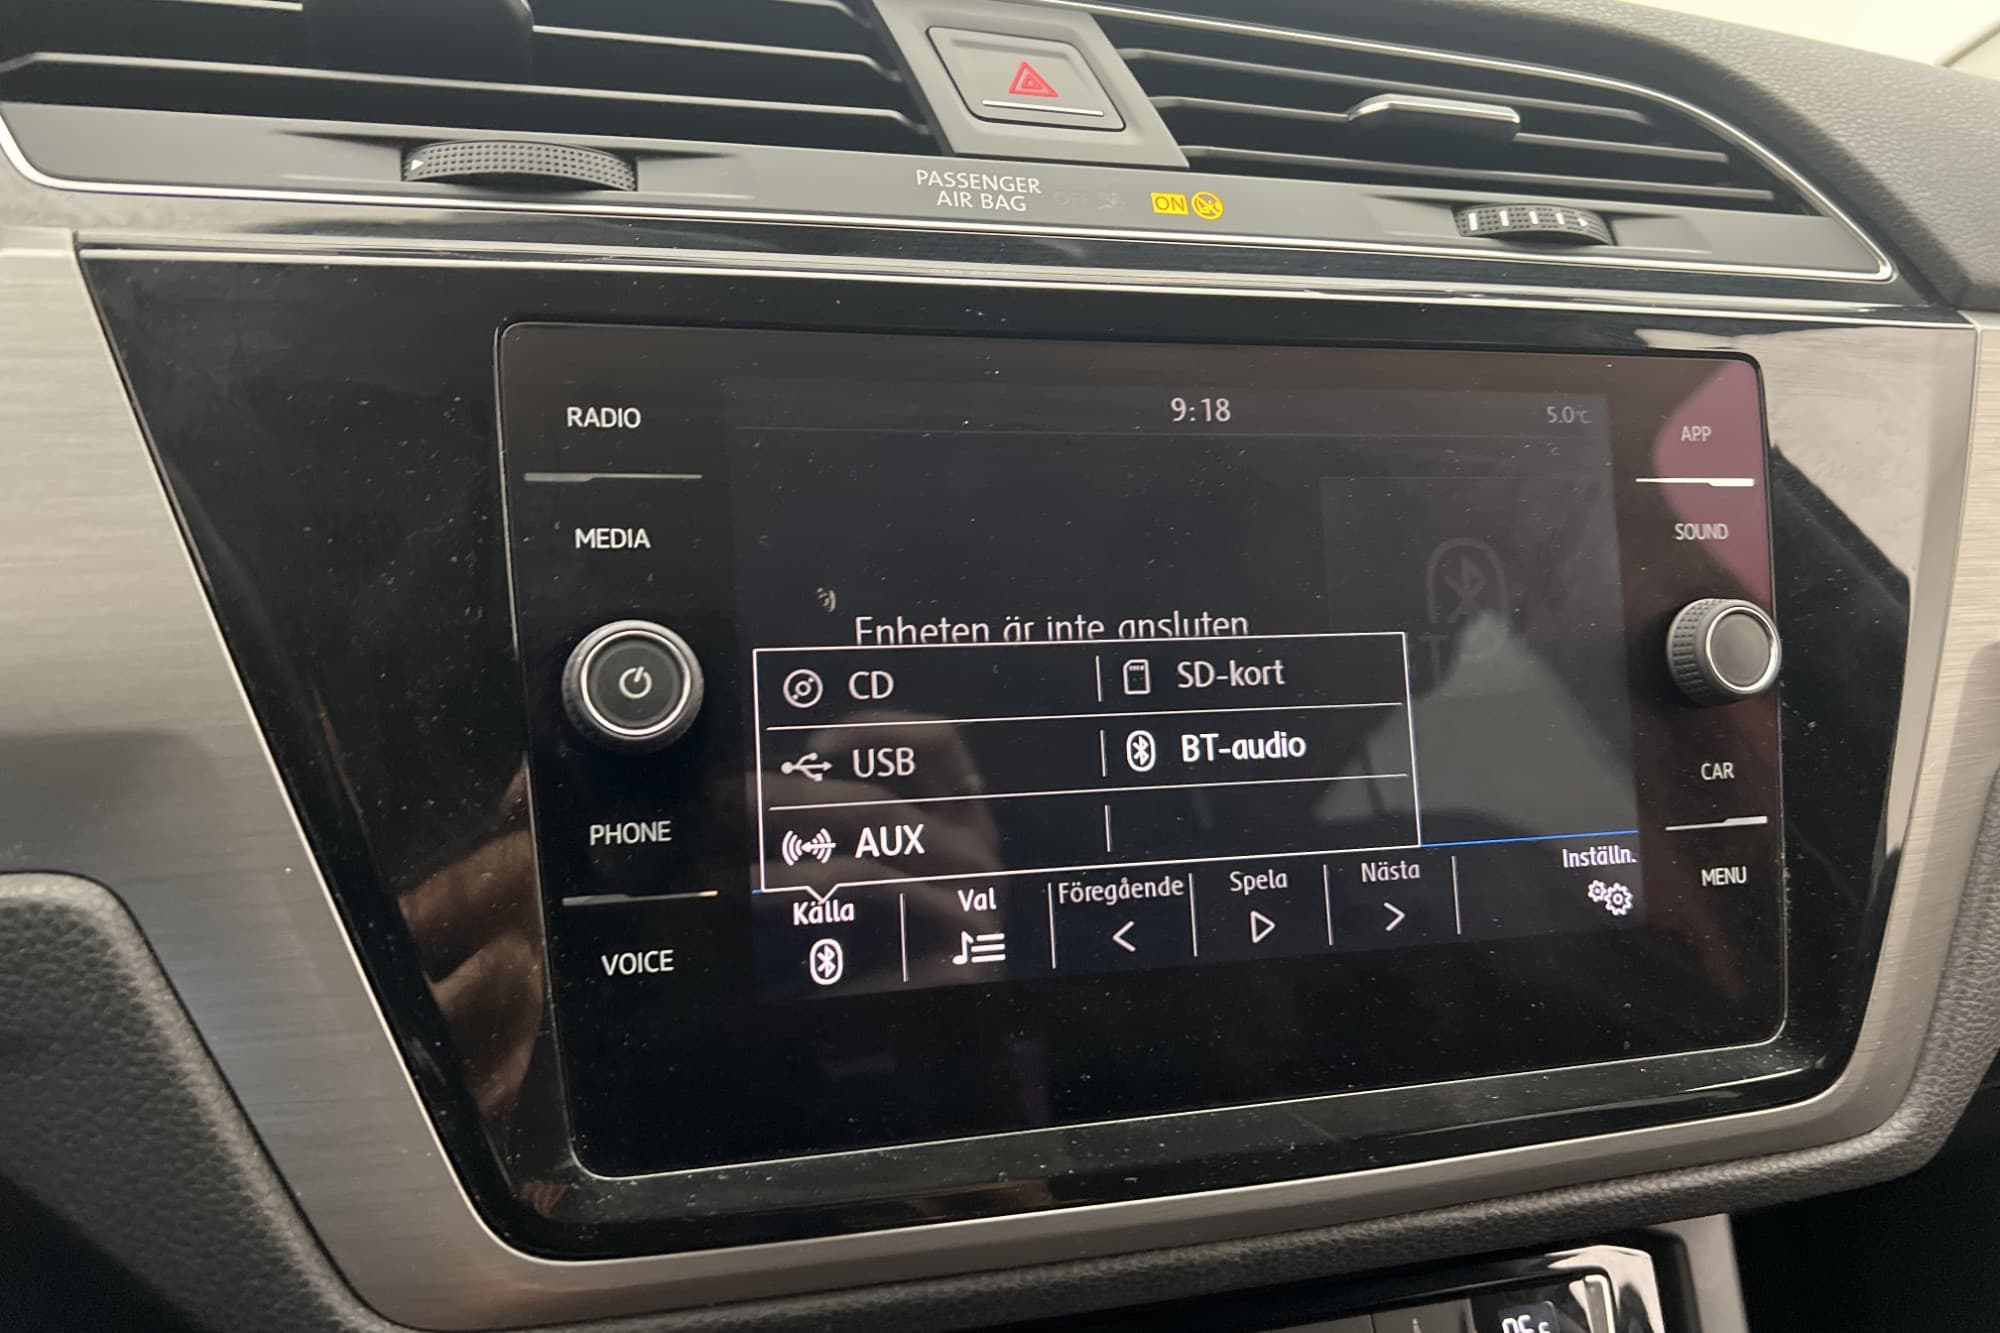 PASSENGER
AIR BAG
OFF
ON
RADIO
MEDIA
PHONE
VOICE
9:18
5.0°C
Enheten är inte ansluten
CD
SD-kort
USB
BT-audio
AUX
Källa
Val
Föregående
Spela
Nästa
Inställn.
APP
SOUND
CAR
MENU